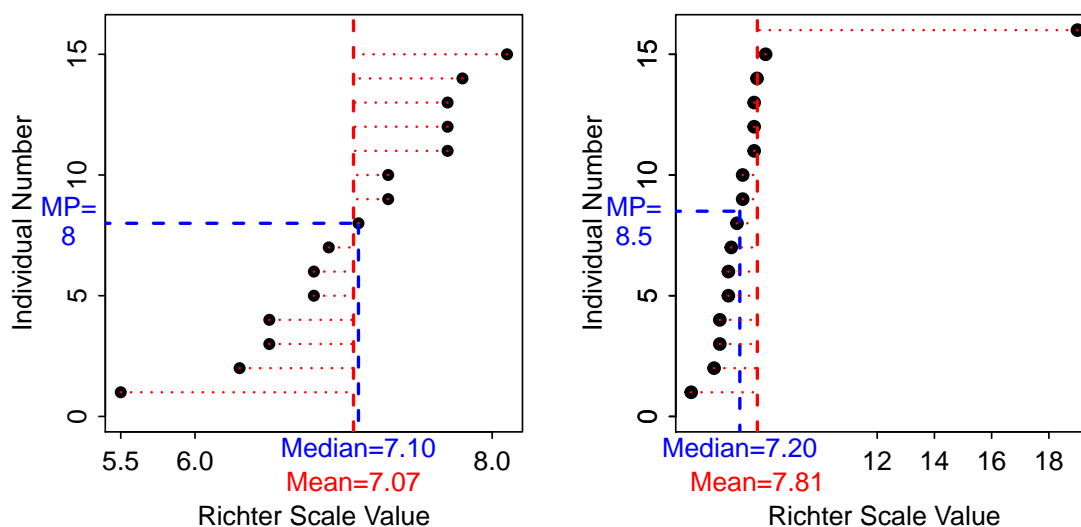 15
10
5
0
Individual Number
MP=
8
5.5
6.0
8.0
Median=7.10
Mean=7.07
Richter Scale Value
15
10
5
0
Individual Number
MP=
8.5
12
14
16
18
Median=7.20
Mean=7.81
Richter Scale Value